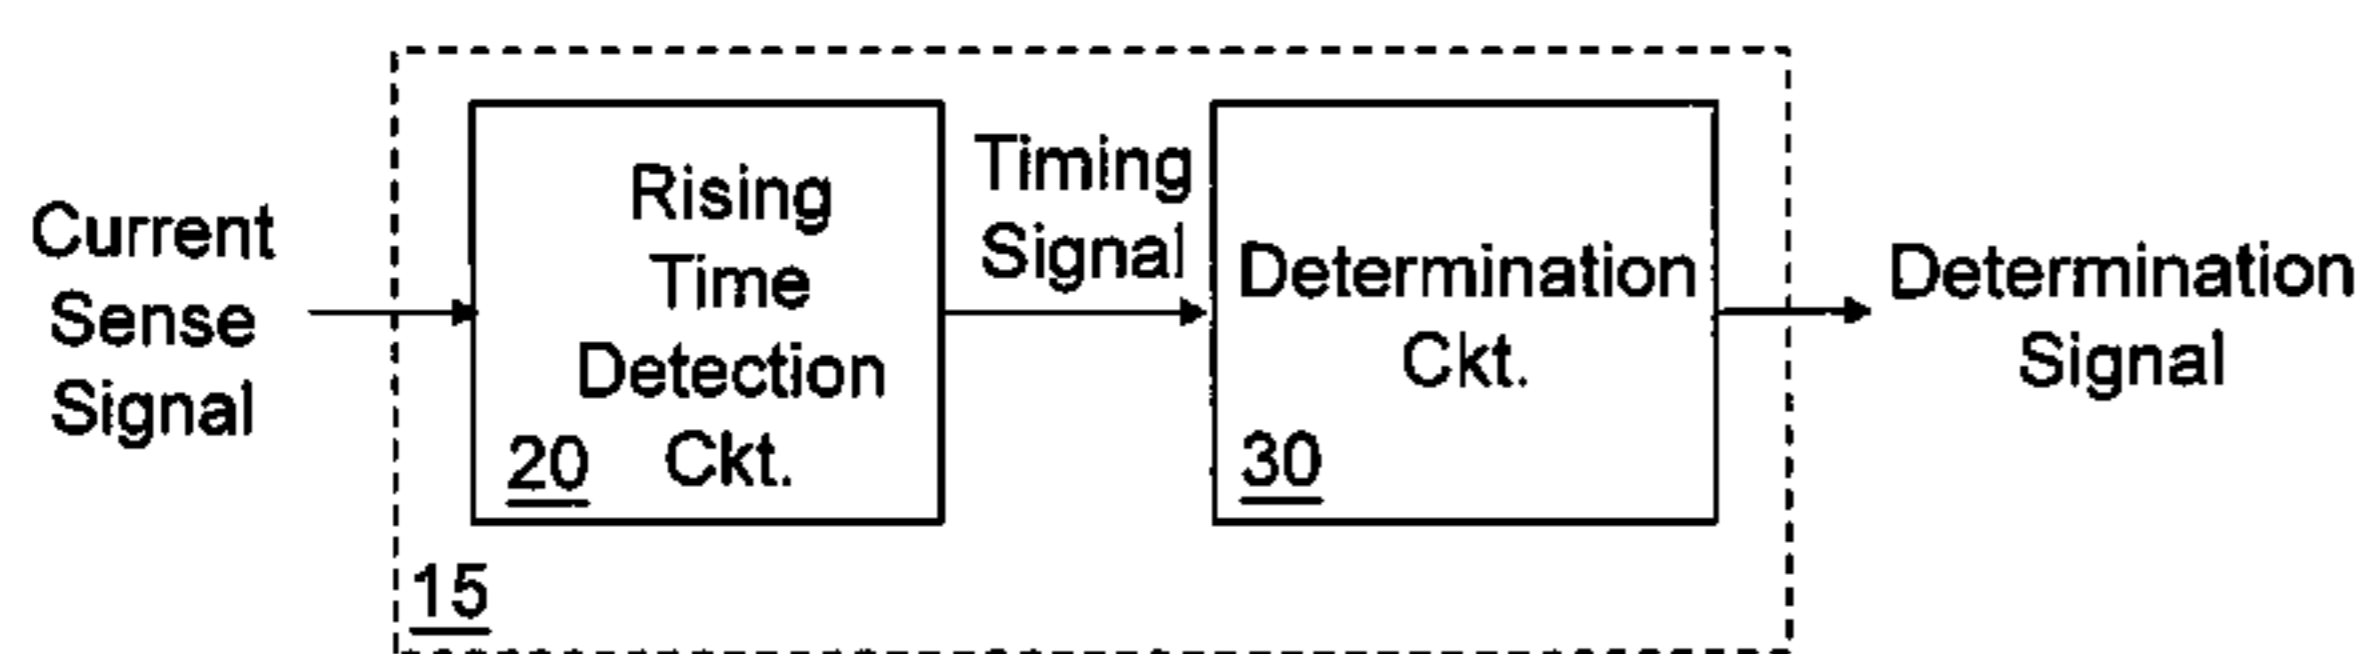 Current
Sense
Signal
Rising
Time
Detection
Ckt.
20
Timing
Signal
Determination
Ckt.
30
Determination
Signal
15